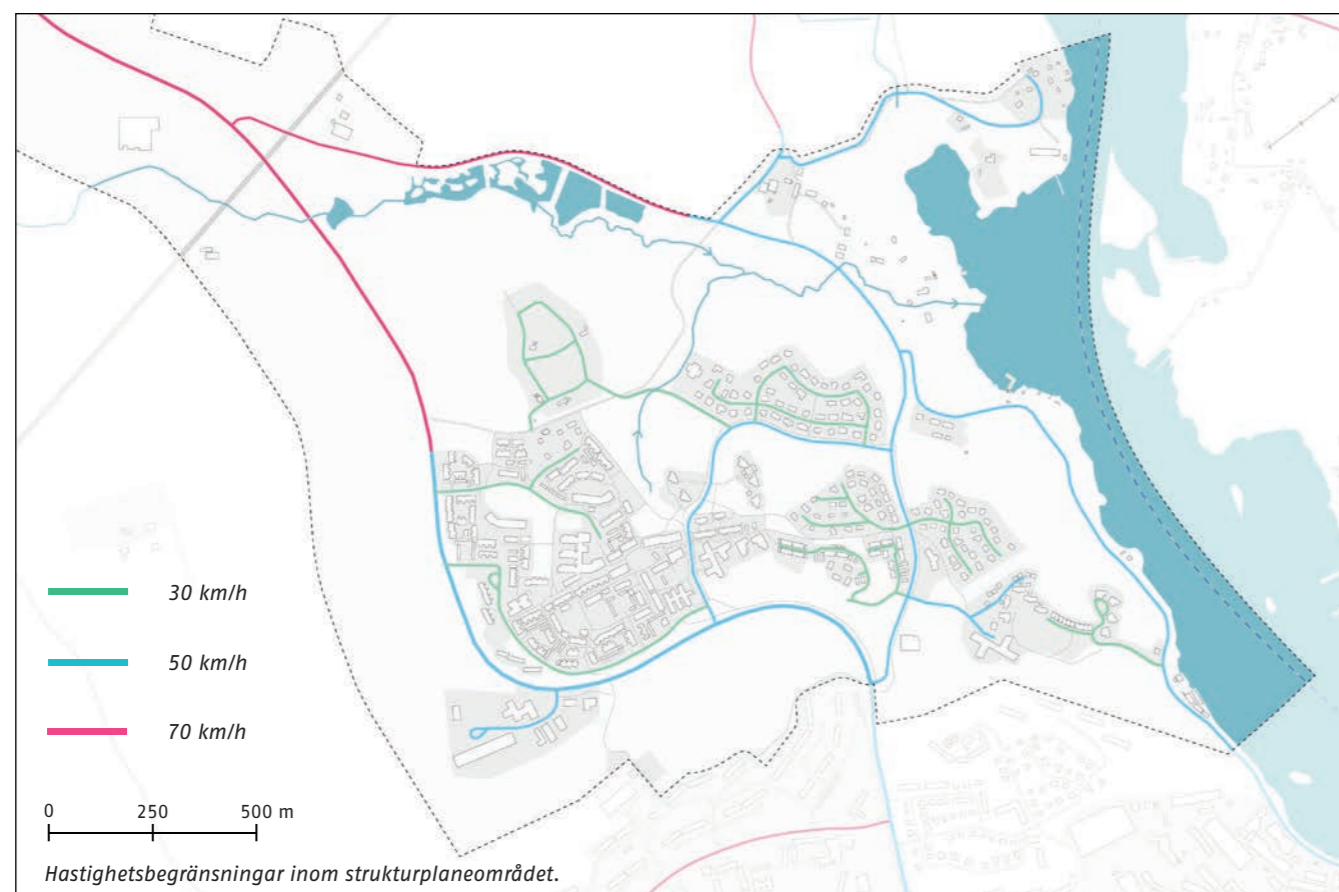 30 km/h
50 km/h
70 km/h
0 250 500 m
Hastighetsbegränsningar inom strukturplaneområdet.